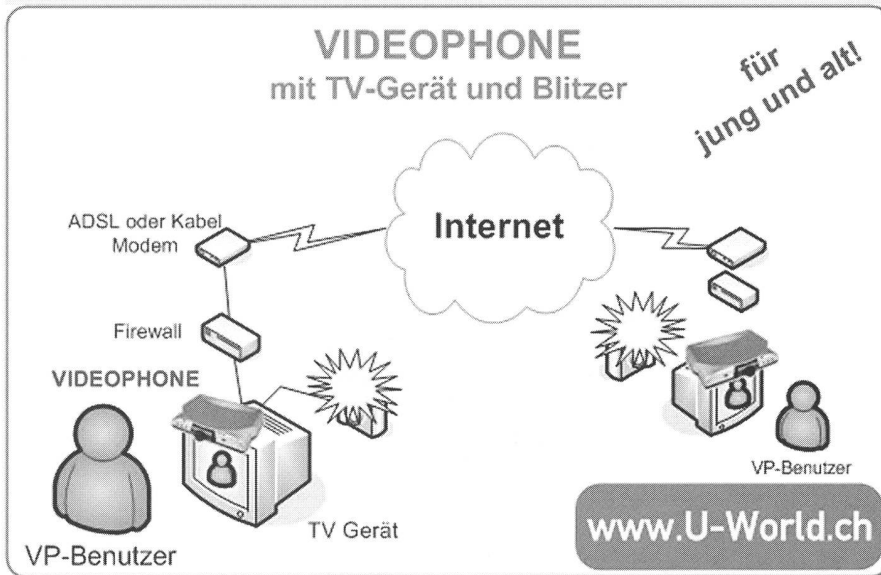 VIDEOPHONE
mit TV-Gerät und Blitzer
für
jung und alt!
ADSL oder Kabel
Modem
Internet
Firewall
VIDEOPHONE
TV Gerät
VP-Benutzer
VP-Benutzer
www.U-World.ch